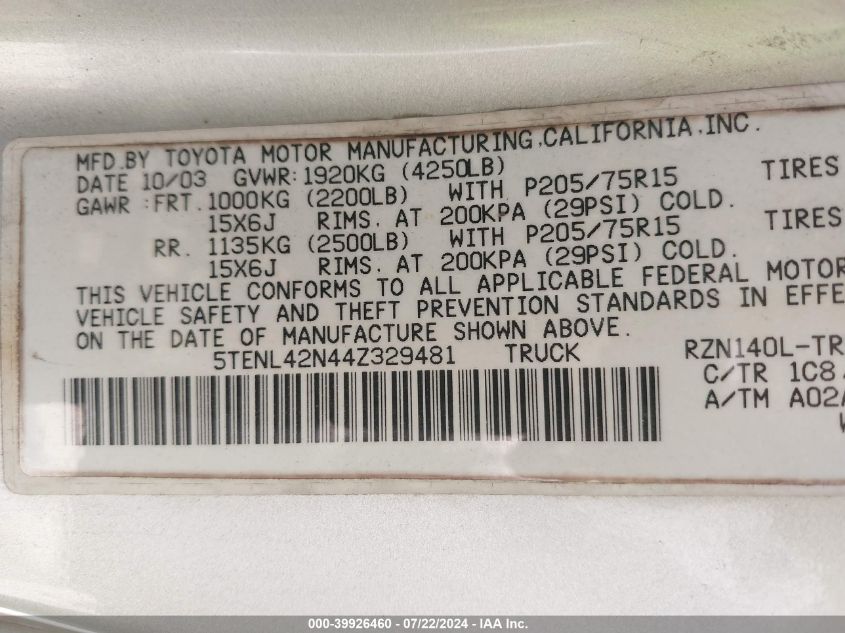 MFD.BY TOYOTA MOTOR MANUFACTURING,CALIFORNIA.INC.
DATE 10/03 GVWR:1920KG (4250LB)
GAWR :FRT.1000KG (2200LB) WITH P205/75R15 TIRES
15X6J RIMS. AT 200KPA (29PSI) COLD.
RR. 1135KG (2500LB) WITH P205/75R15 TIRES
15X6J RIMS. AT 200KPA (29PSI) COLD.
THIS VEHICLE CONFORMS TO ALL APPLICABLE FEDERAL MOTOR
VEHICLE SAFETY AND THEFT PREVENTION STANDARDS IN EFFE
ON THE DATE OF MANUFACTURE SHOWN ABOVE.
5TENL42N44Z329481 TRUCK RZN140L-TR
C/TR 1C8
A/TM A02A
000-39926460 - 07/22/2024 - IAA Inc.